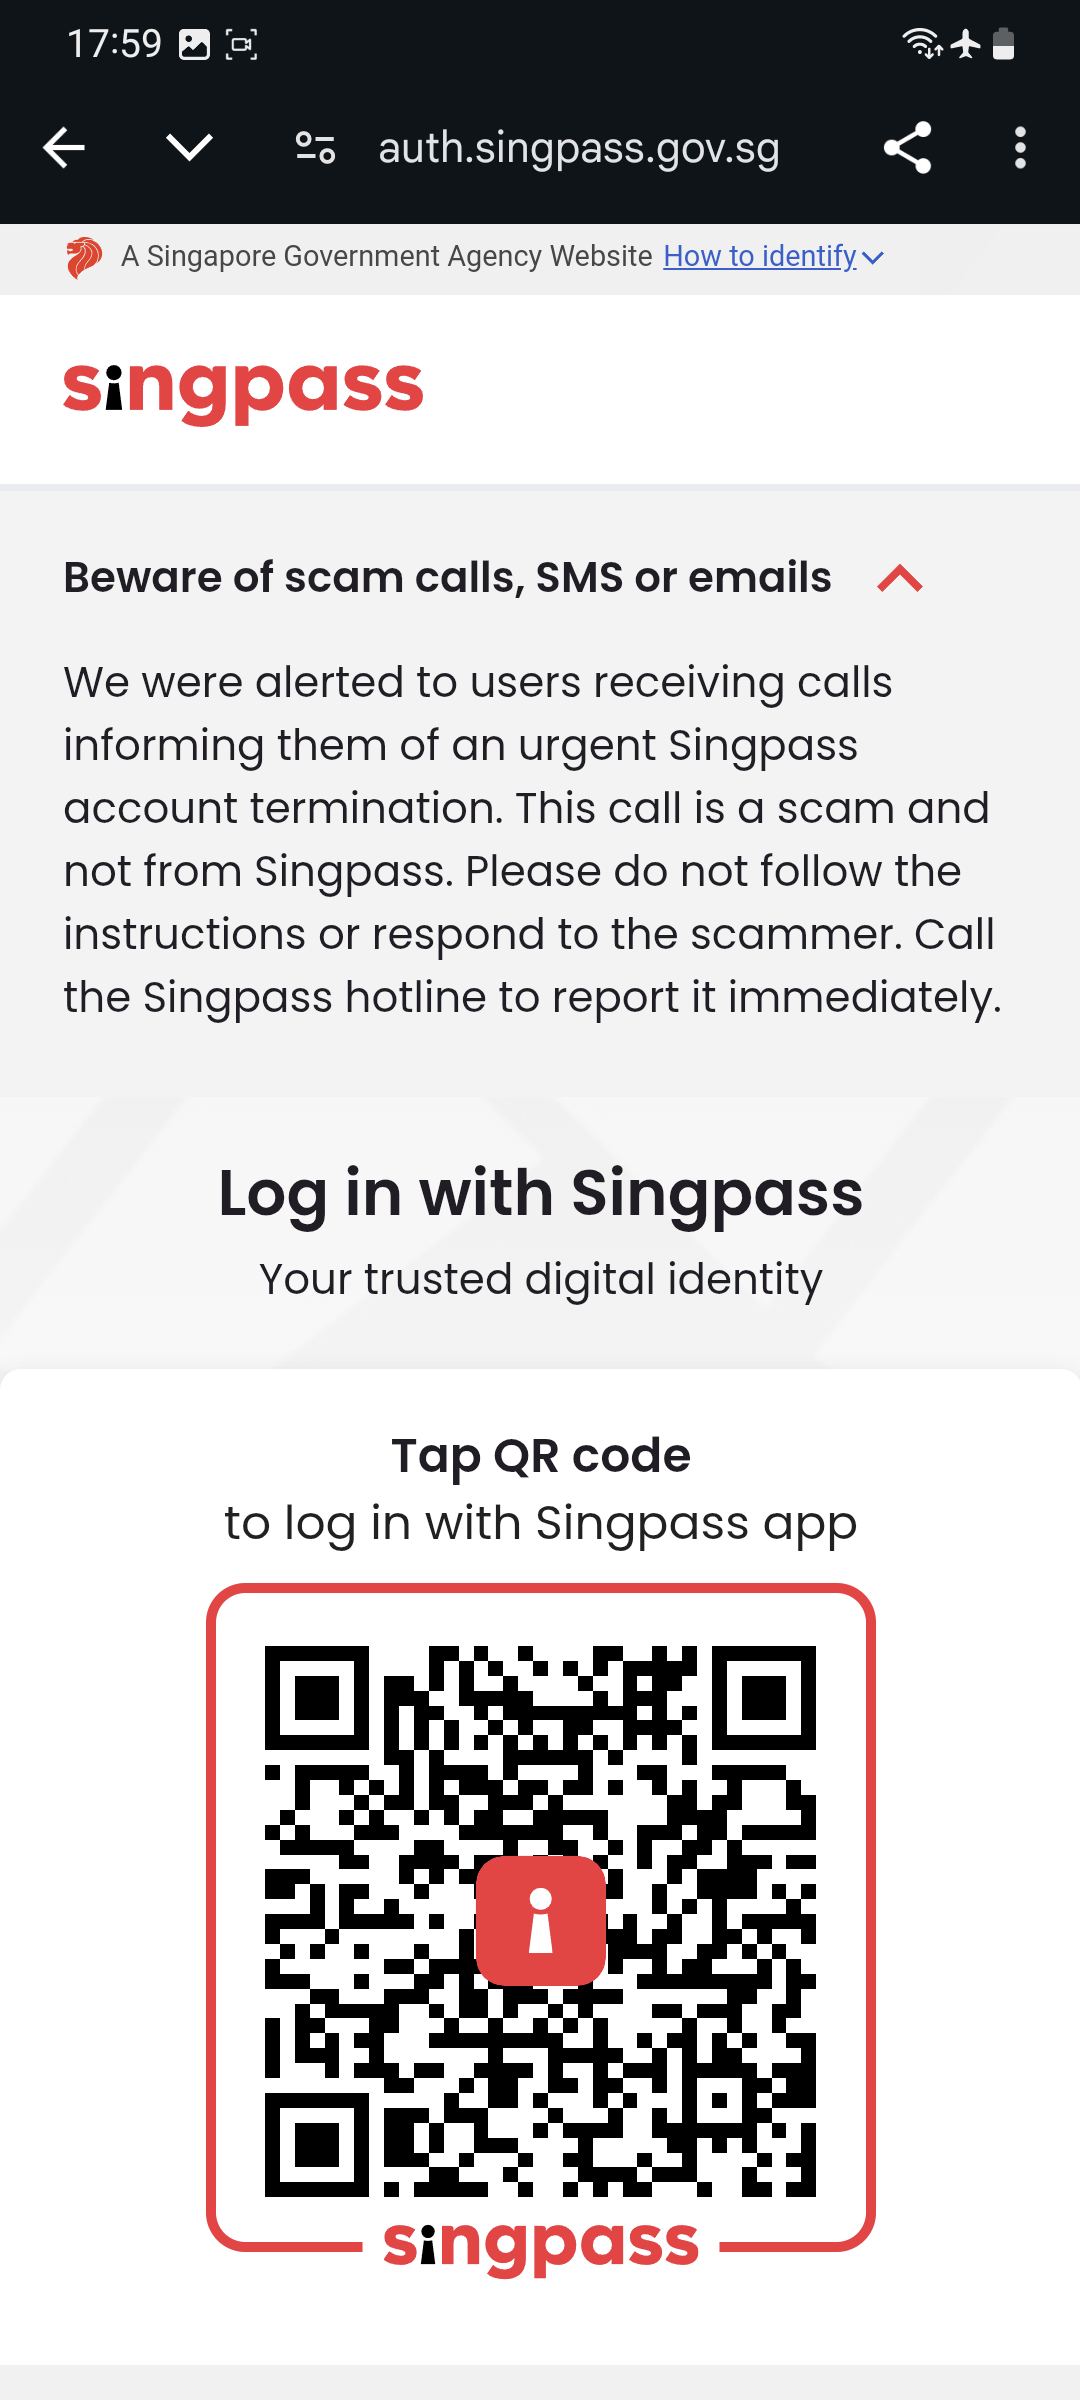 17:59
auth.singpass.gov.sg
A Singapore Government Agency Website How to identify
singpass
Beware of scam calls, SMS or emails
We were alerted to users receiving calls
informing them of an urgent Singpass
account termination. This call is a scam and
not from Singpass. Please do not follow the
instructions or respond to the scammer. Call
the Singpass hotline to report it immediately.
Log in with Singpass
Your trusted digital identity
Tap QR code
to log in with Singpass app
singpass